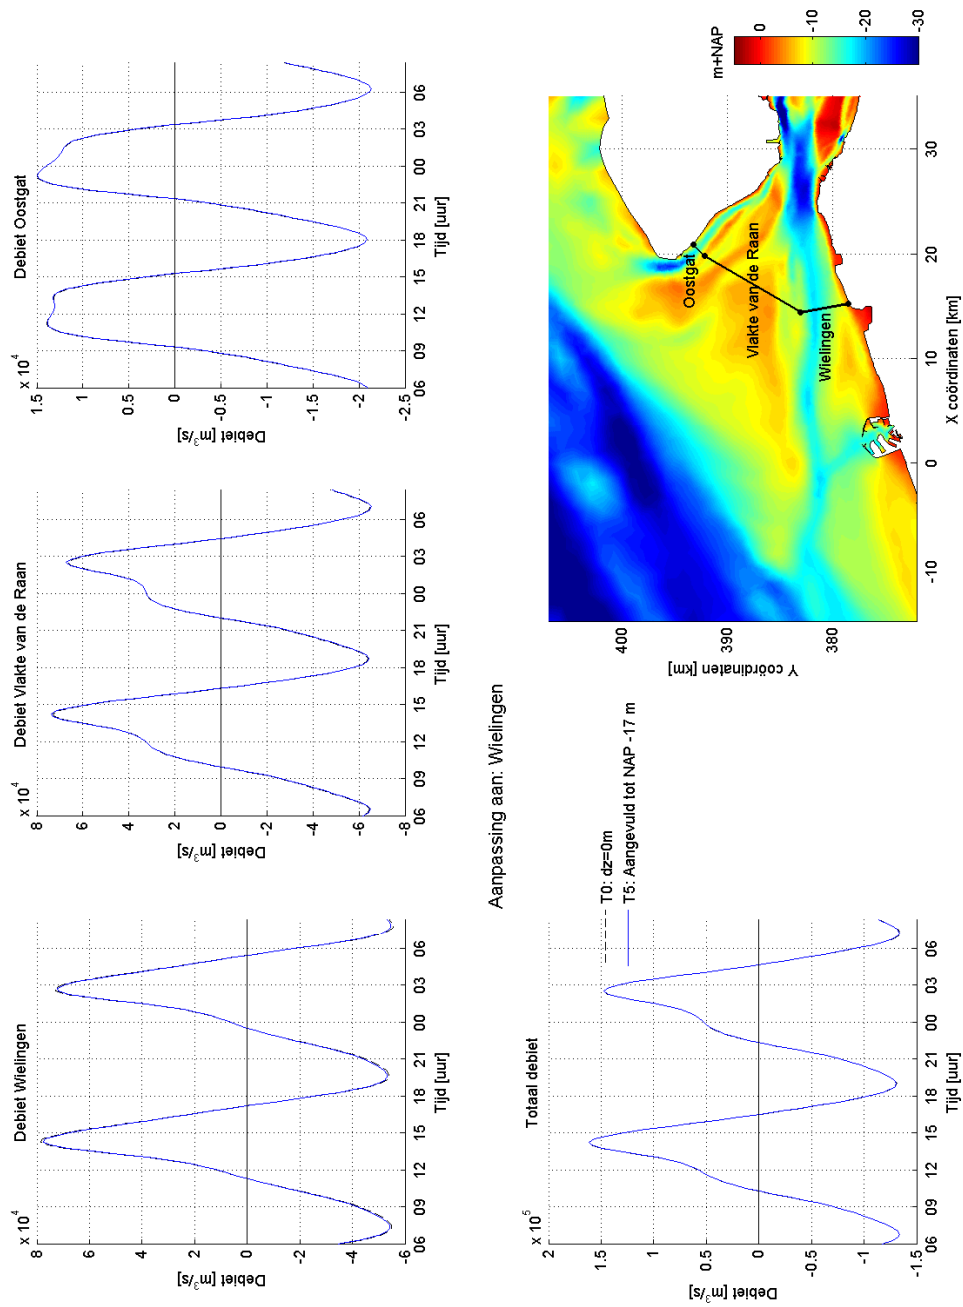 Debiet Wielingen
x 10^4
Debiet [m^3/s]
8
6
4
2
0
-2
-4
-6
06 09 12 15 18 21 00 03 06
Tijd [uur]
Debiet Vlakte van de Raan
x 10^4
Debiet [m^3/s]
8
6
4
2
0
-2
-4
-6
-8
06 09 12 15 18 21 00 03 06
Tijd [uur]
Debiet Oostgat
x 10^4
Debiet [m^3/s]
1.5
1
0.5
0
-0.5
-1
-1.5
-2
-2.5
06 09 12 15 18 21 00 03 06
Tijd [uur]
Aanpassing aan: Wielingen
Totaal debiet
x 10^5
Debiet [m^3/s]
2
1.5
1
0.5
0
-0.5
-1
-1.5
06 09 12 15 18 21 00 03 06
Tijd [uur]
T0: dz=0m
T5: Aangevuld tot NAP -17 m
Y coördinaten [km]
400
390
380
Oostgat
Vlakte van de Raan
Wielingen
-10 0 10 20 30
X coördinaten [km]
m+NAP
0
-10
-20
-30